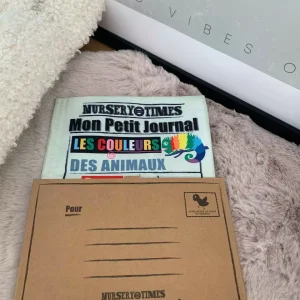 S VIBES O
NURSERY TIMES
Mon Petit Journal
LES COULEURS
DES ANIMAUX
Pour
NURSERY TIMES